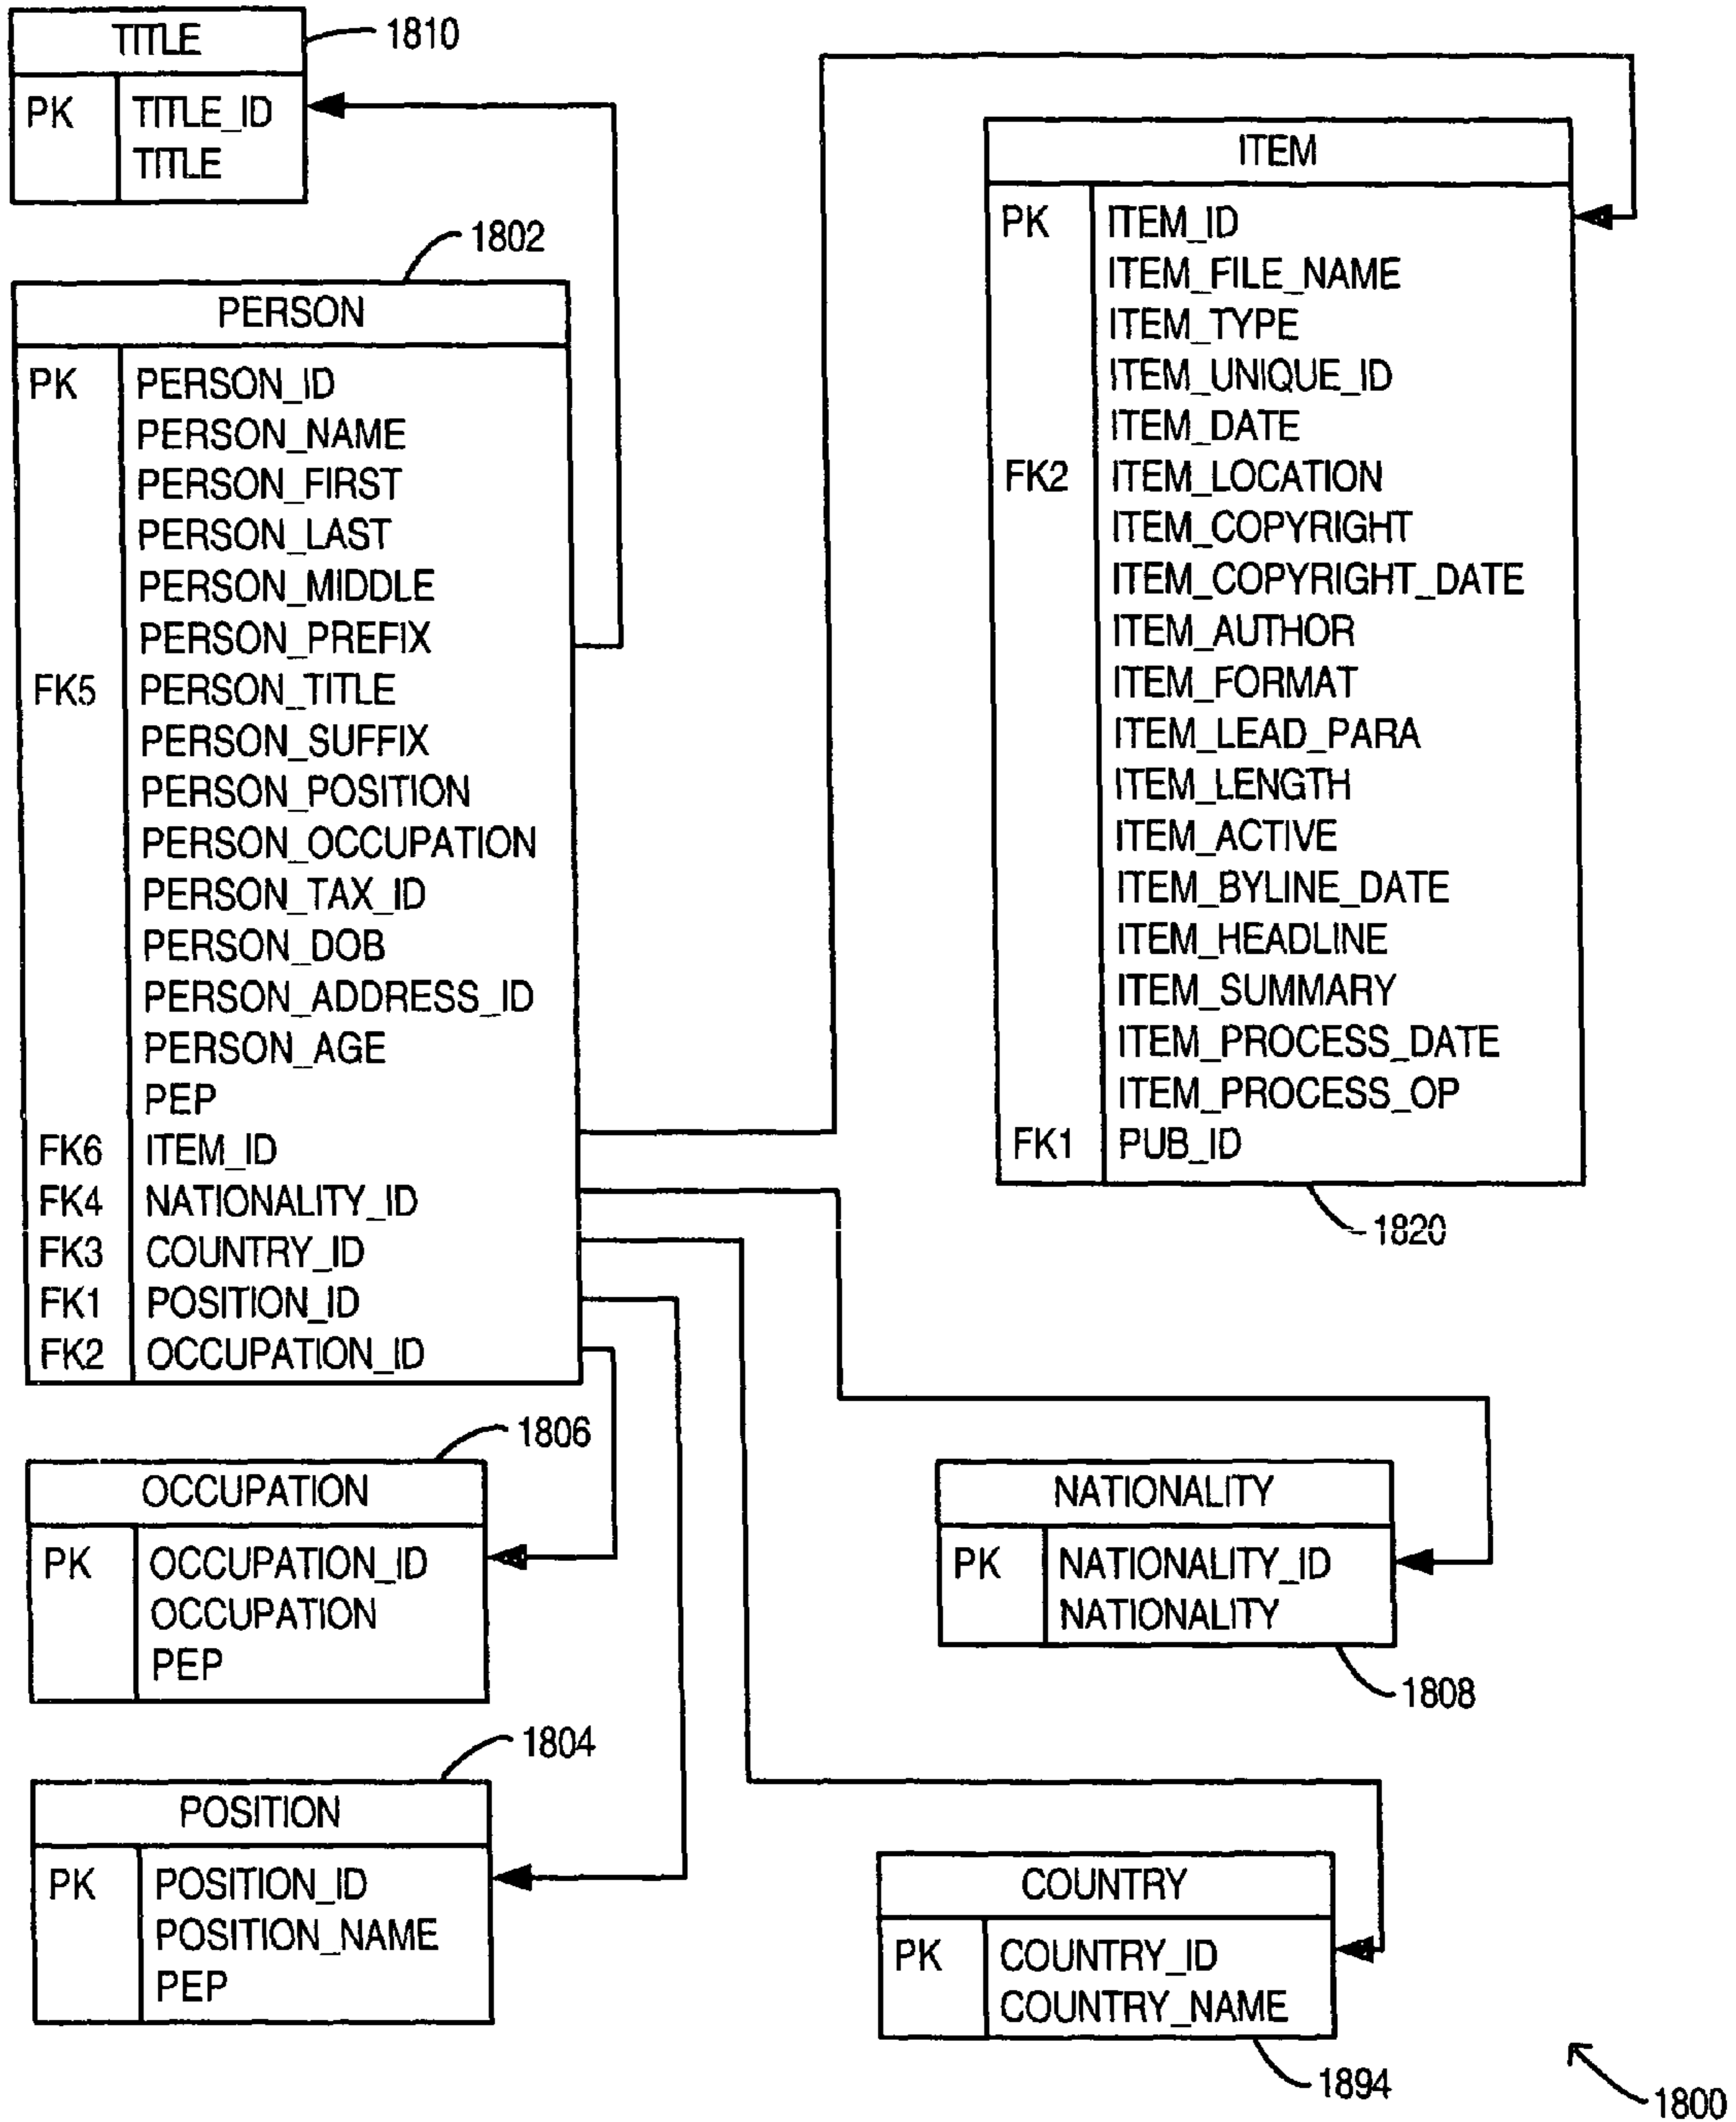 TITLE
1810
PK TITLE_ID
TITLE
1802
PERSON
PK PERSON_ID
PERSON_NAME
PERSON_FIRST
PERSON_LAST
PERSON_MIDDLE
PERSON_PREFIX
FK5 PERSON_TITLE
PERSON_SUFFIX
PERSON_POSITION
PERSON_OCCUPATION
PERSON_TAX_ID
PERSON_DOB
PERSON_ADDRESS_ID
PERSON_AGE
PEP
FK6 ITEM_ID
FK4 NATIONALITY_ID
FK3 COUNTRY_ID
FK1 POSITION_ID
FK2 OCCUPATION_ID
ITEM
PK ITEM_ID
ITEM_FILE_NAME
ITEM_TYPE
ITEM_UNIQUE_ID
ITEM_DATE
FK2 ITEM_LOCATION
ITEM_COPYRIGHT
ITEM_COPYRIGHT_DATE
ITEM_AUTHOR
ITEM_FORMAT
ITEM_LEAD_PARA
ITEM_LENGTH
ITEM_ACTIVE
ITEM_BYLINE_DATE
ITEM_HEADLINE
ITEM_SUMMARY
ITEM_PROCESS_DATE
ITEM_PROCESS_OP
FK1 PUB_ID
1820
1806
OCCUPATION
PK OCCUPATION_ID
OCCUPATION
PEP
NATIONALITY
PK NATIONALITY_ID
NATIONALITY
1808
1804
POSITION
PK POSITION_ID
POSITION_NAME
PEP
COUNTRY
PK COUNTRY_ID
COUNTRY_NAME
1894
1800